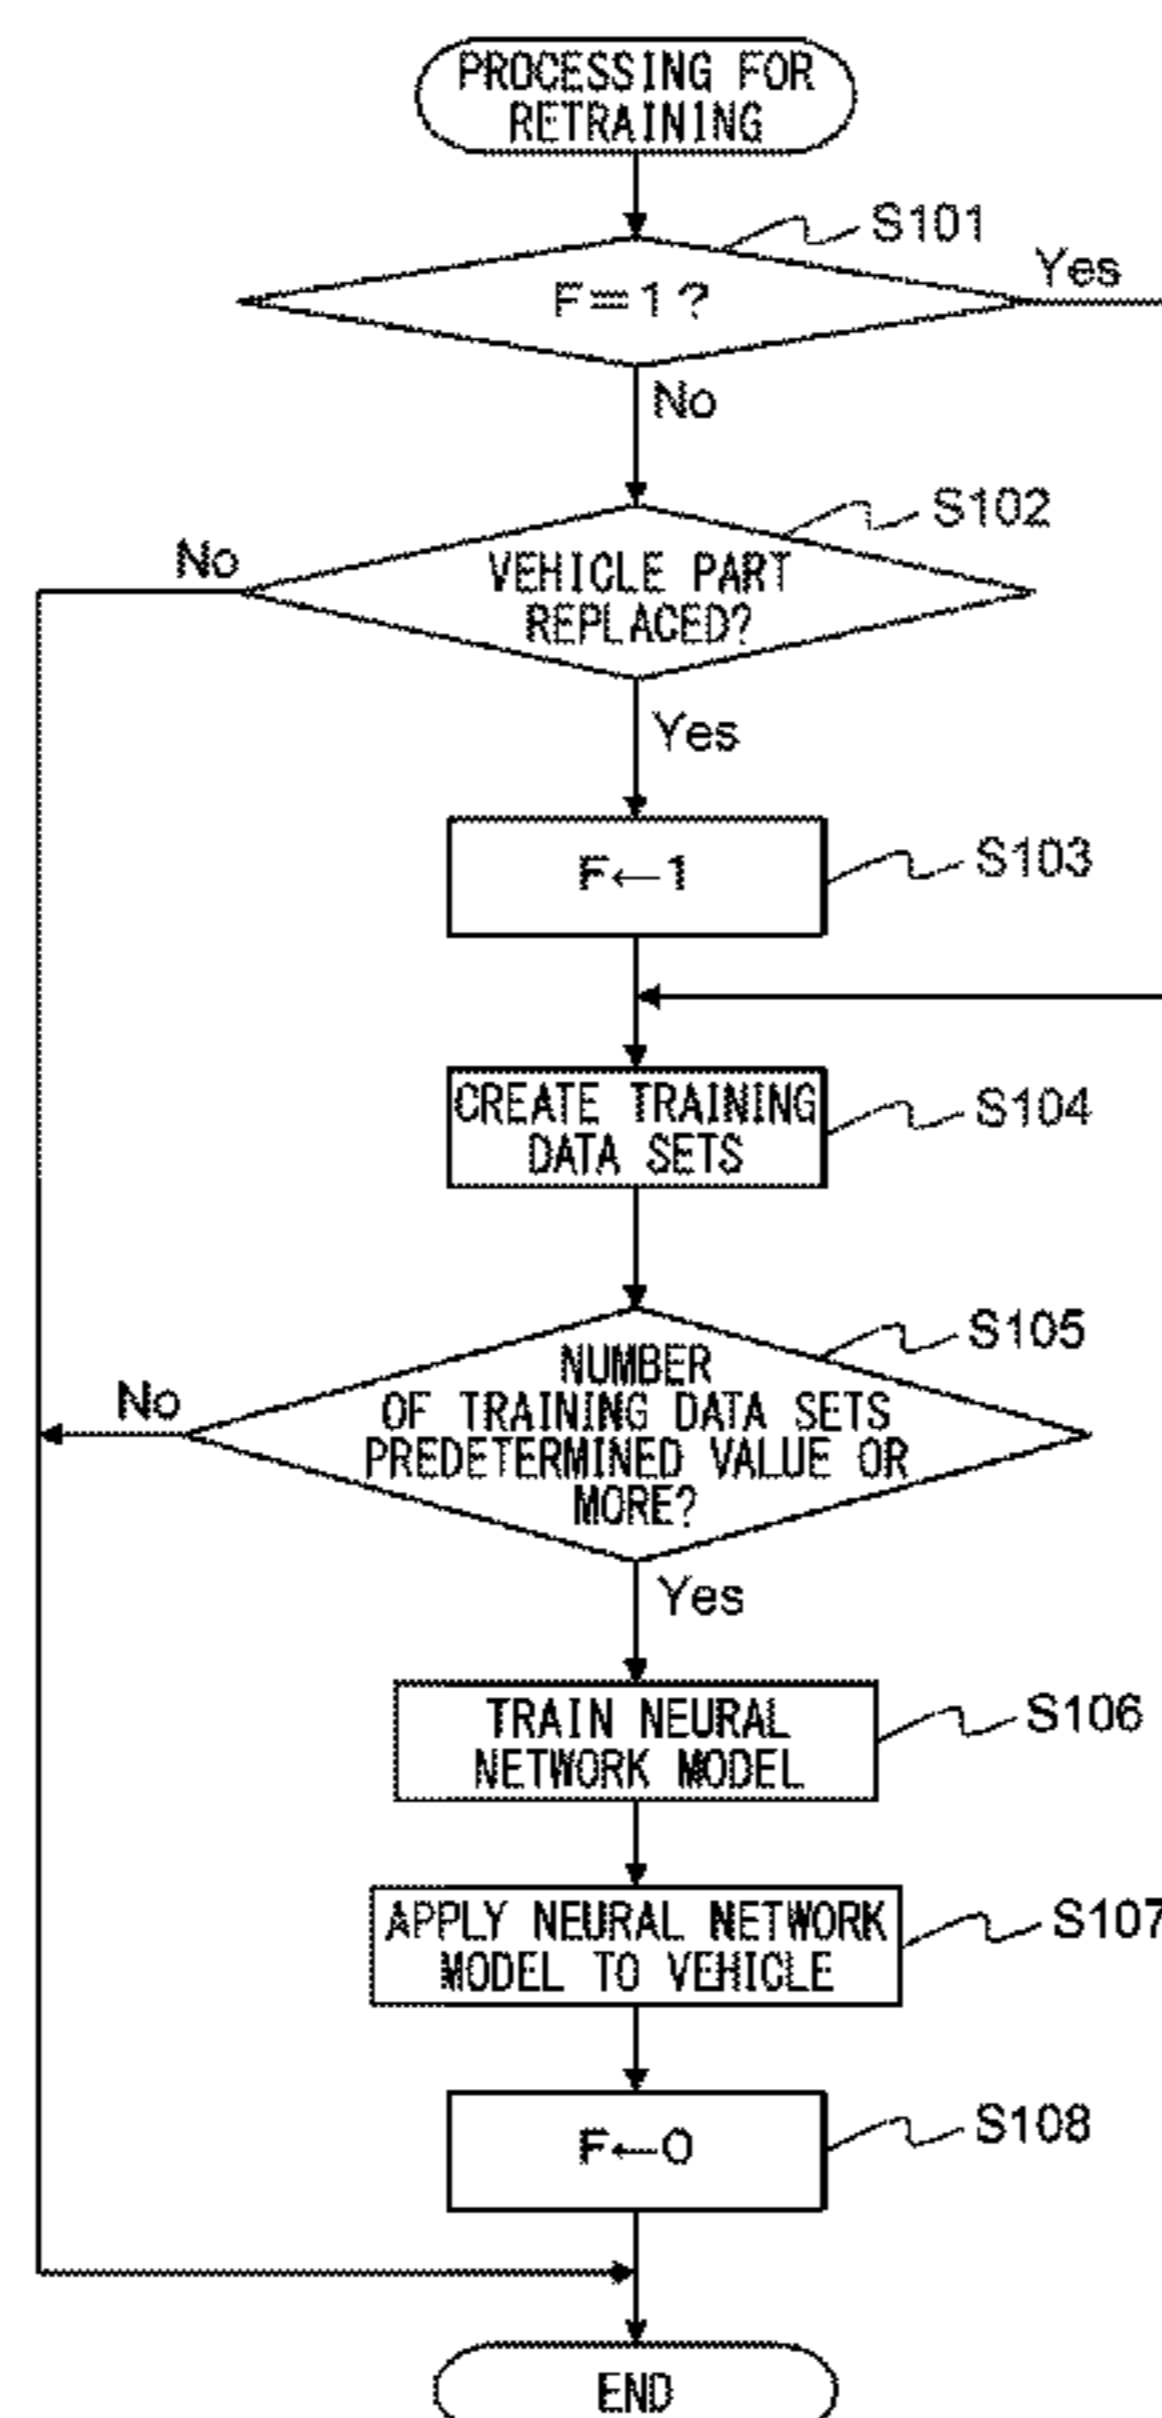 PROCESSING FOR
RETRAINING
S101
F=1?
Yes
No
S102
No
VEHICLE PART
REPLACED?
Yes
F←1
S103
CREATE TRAINING
DATA SETS
S104
S105
NUMBER
OF TRAINING DATA SETS
PREDETERMINED VALUE OR
MORE?
No
Yes
TRAIN NEURAL
NETWORK MODEL
S106
APPLY NEURAL NETWORK
MODEL TO VEHICLE
S107
F←0
S108
END